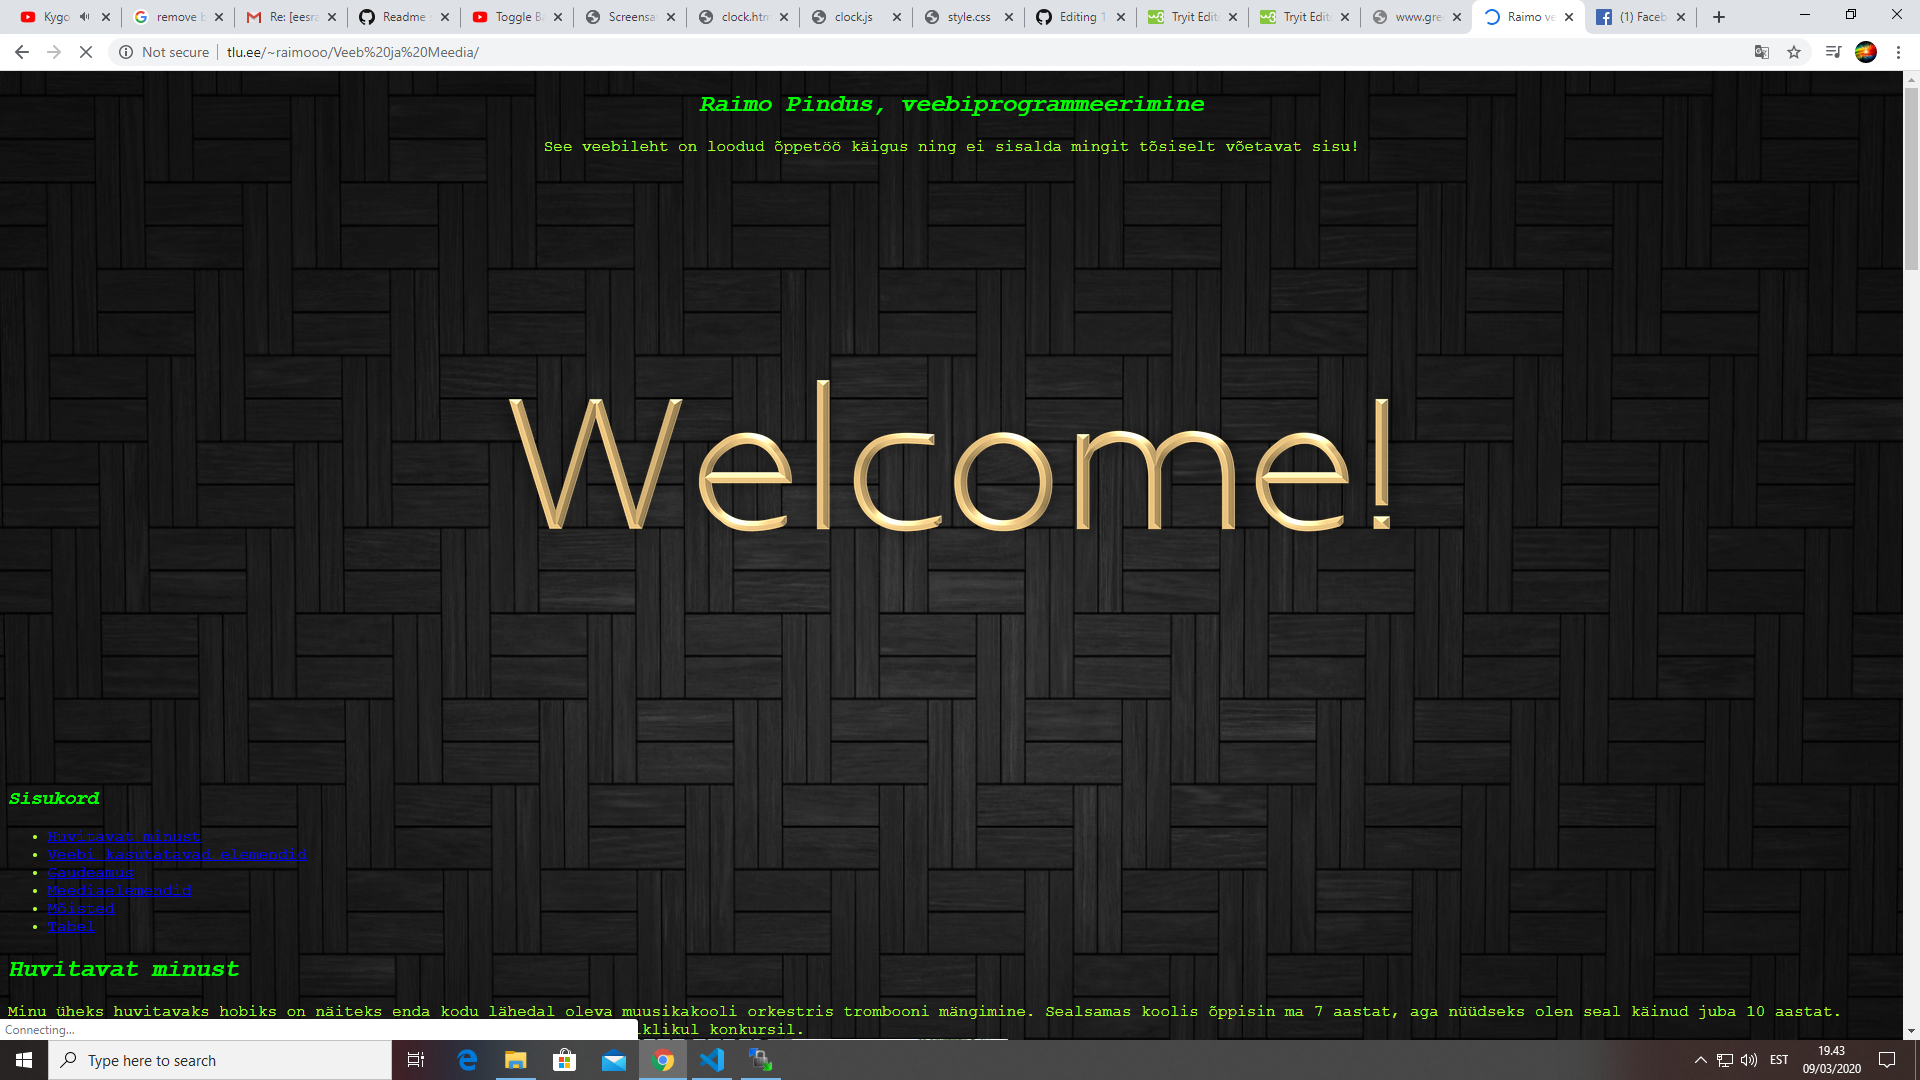 Kygo
remove b
Re: [eesra
Readme
Toggle Ba
Screensa
clock.htm
clock.js
style.css
Editing T
Tryit Edit
Tryit Edit
www.gre
Raimo ve
(1) Faceb
Not secure
tlu.ee/~raimooo/Veeb%20ja%20Meedia/
Raimo Pindus, veebiprogrammeerimine
See veebileht on loodud õppetöö käigus ning ei sisalda mingit tõsiselt võetavat sisu!
Welcome!
Sisukord
Huvitavat minust
Veebi kasutatavad elemendid
Gaudeamus
Meediaelemendid
Mõisted
Tabel
Huvitavat minust
Minu üheks huvitavaks hobiks on näiteks enda kodu lähedal oleva muusikakooli orkestris trombooni mängimine. Sealsamas koolis õppisin ma 7 aastat, aga nüüdseks olen seal käinud juba 10 aastat.
Connecting...
iklikul konkursil.
Type here to search
EST
19.43
09/03/2020